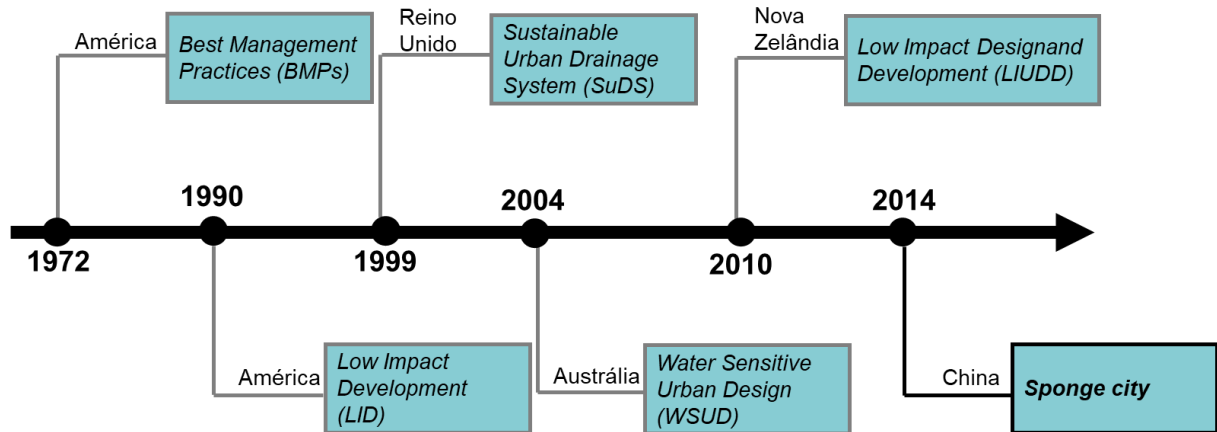 América
Best Management
Practices (BMPs)
Reino
Unido
Sustainable
Urban Drainage
System (SuDS)
Nova
Zelândia
Low Impact Designand
Development (LIUDD)
1990
2004
2014
1972
1999
2010
América
Low Impact
Development
(LID)
Austrália
Water Sensitive
Urban Design
(WSUD)
China
Sponge city